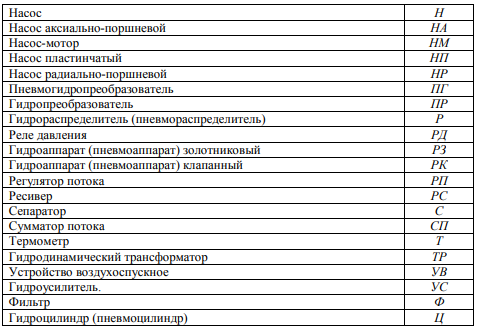 Насос Н
Насос аксиально-поршневой НА
Насос-мотор НМ
Насос пластинчатый НП
Насос радиально-поршневой НР
Пневмогидропреобразователь ПГ
Гидропреобразователь ПР
Гидрораспределитель (пневмораспределитель) Р
Реле давления РД
Гидроаппарат (пневмоаппарат) золотниковый РЗ
Гидроаппарат (пневмоаппарат) клапанный РК
Регулятор потока РП
Ресивер РС
Сепаратор С
Сумматор потока СП
Термометр Т
Гидродинамический трансформатор ТР
Устройство воздухоспускное УВ
Гидроусилитель. УС
Фильтр Ф
Гидроцилиндр (пневмоцилиндр) Ц